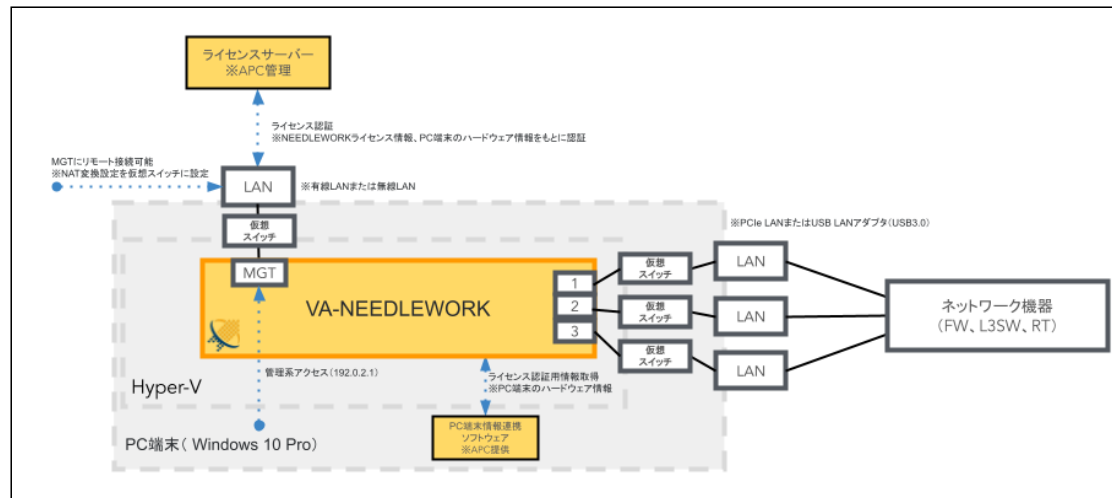 ライセンスサーバー
※APC管理
ライセンス認証
※NEEDLEWORKライセンス情報、PC端末のハードウェア情報をもとに認証
MGTにリモート接続可能
※NAT変換設定を仮想スイッチに設定
LAN
※有線LANまたは無線LAN
仮想
スイッチ
※PCIe LANまたはUSB LANアダプタ(USB3.0)
MGT
VA-NEEDLEWORK
1
2
3
仮想
スイッチ
仮想
スイッチ
仮想
スイッチ
LAN
LAN
LAN
ネットワーク機器
(FW、L3SW、RT)
管理系アクセス(192.0.2.1)
ライセンス認証用情報取得
※PC端末のハードウェア情報
Hyper-V
PC端末情報連携
ソフトウェア
※APC提供
PC端末( Windows 10 Pro)